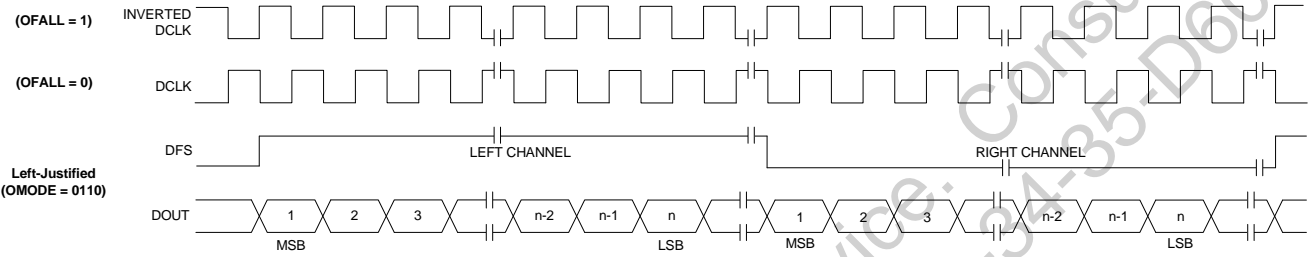 (OFALL = 1)
INVERTED
DCLK
(OFALL = 0)
DCLK
DFS
LEFT CHANNEL
RIGHT CHANNEL
Left-Justified
(OMODE = 0110)
DOUT
1 2 3 n-2 n-1 n 1 2 3 n-2 n-1 n
MSB LSB MSB LSB